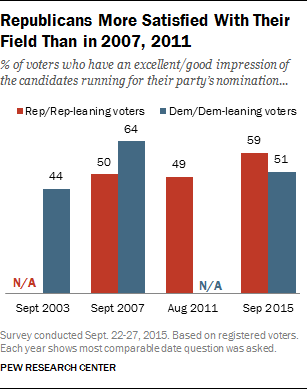 Republicans More Satisfied With Their
Field Than in 2007, 2011
% of voters who have an excellent/good impression of
the candidates running for their party's nomination...
Rep/Rep-leaning voters Dem/Dem-leaning voters
N/A 44 50 64 49 N/A 59 51
Sept 2003 Sept 2007 Aug 2011 Sep 2015
Survey conducted Sept. 22-27, 2015. Based on registered voters.
Each year shows most comparable date question was asked.
PEW RESEARCH CENTER